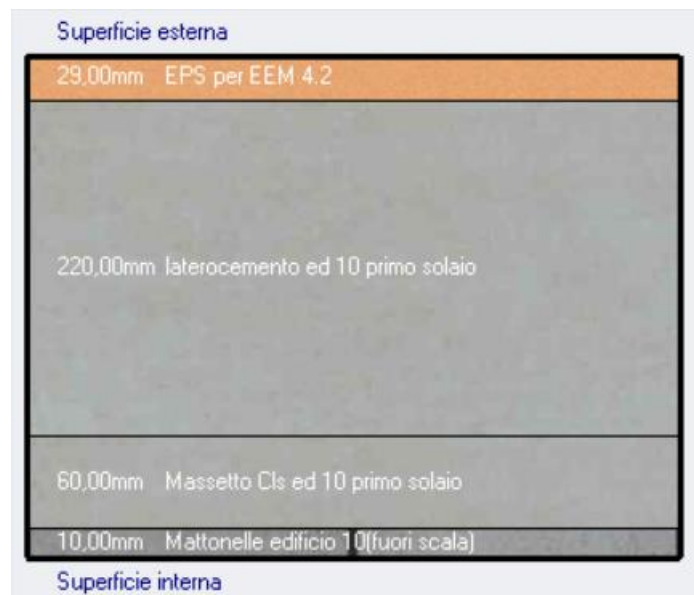 Superficie esterna
29,00mm EPS per EEM 4.2
220,00mm laterocemento ed 10 primo solaio
60,00mm Massetto Cls ed 10 primo solaio
10,00mm Mattonelle edificio 10(fuori scala)
Superficie interna